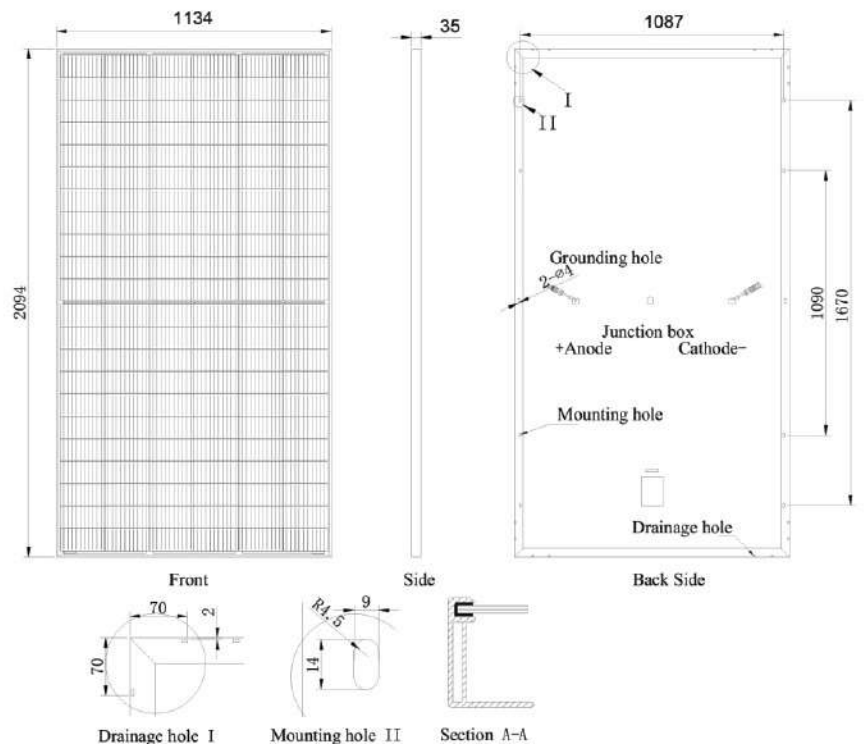 1134
35
1087
I
II
2094
Grounding hole
2-ø4
Junction box
+Anode
Cathode-
1090
1670
Mounting hole
Drainage hole
Front
Side
Back Side
70
2
70
R4.5
9
14
Drainage hole I
Mounting hole II
Section A-A